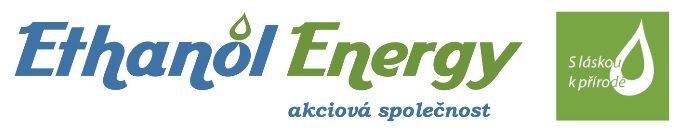 Ethanol Energy
akciová společnost
S láskou
k přírodě